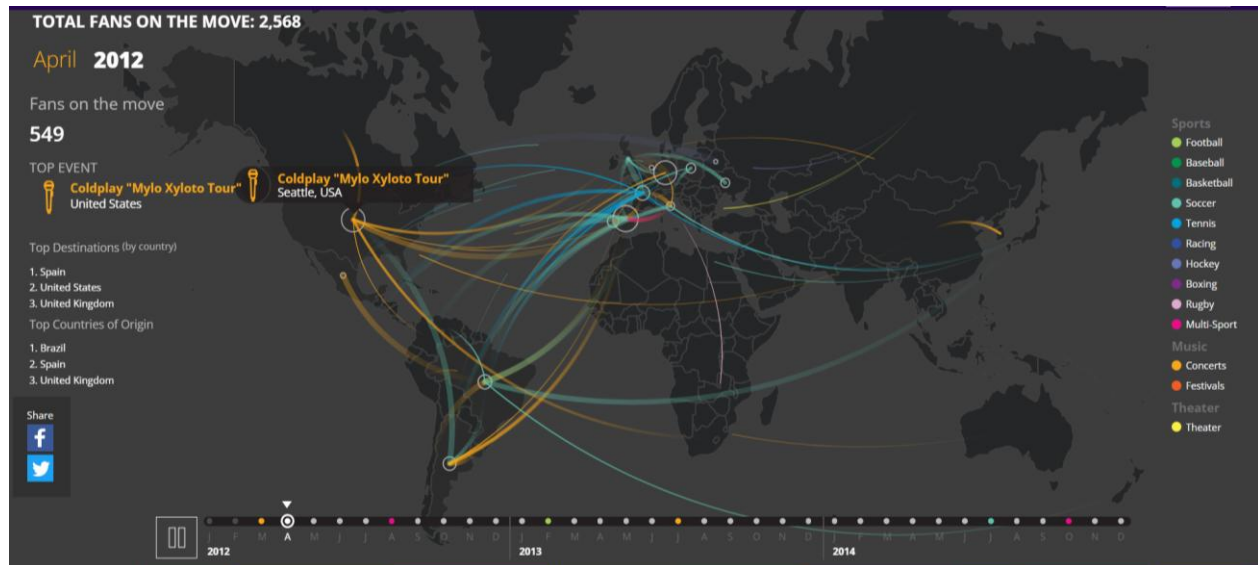 TOTAL FANS ON THE MOVE: 2,568
April 2012
Fans on the move
549
TOP EVENT
Coldplay "Mylo Xyloto Tour"
United States
Coldplay "Mylo Xyloto Tour"
Seattle, USA
Top Destinations (by country)
1. Spain
2. United States
3. United Kingdom
Top Countries of Origin
1. Brazil
2. Spain
3. United Kingdom
Share
Sports
Football
Baseball
Basketball
Soccer
Tennis
Racing
Hockey
Boxing
Rugby
Multi-Sport
Music
Concerts
Festivals
Theater
Theater
J F M A M J J A S O N D J F M A M J J A S O N D J F M A M J J A S O N D
2012 2013 2014